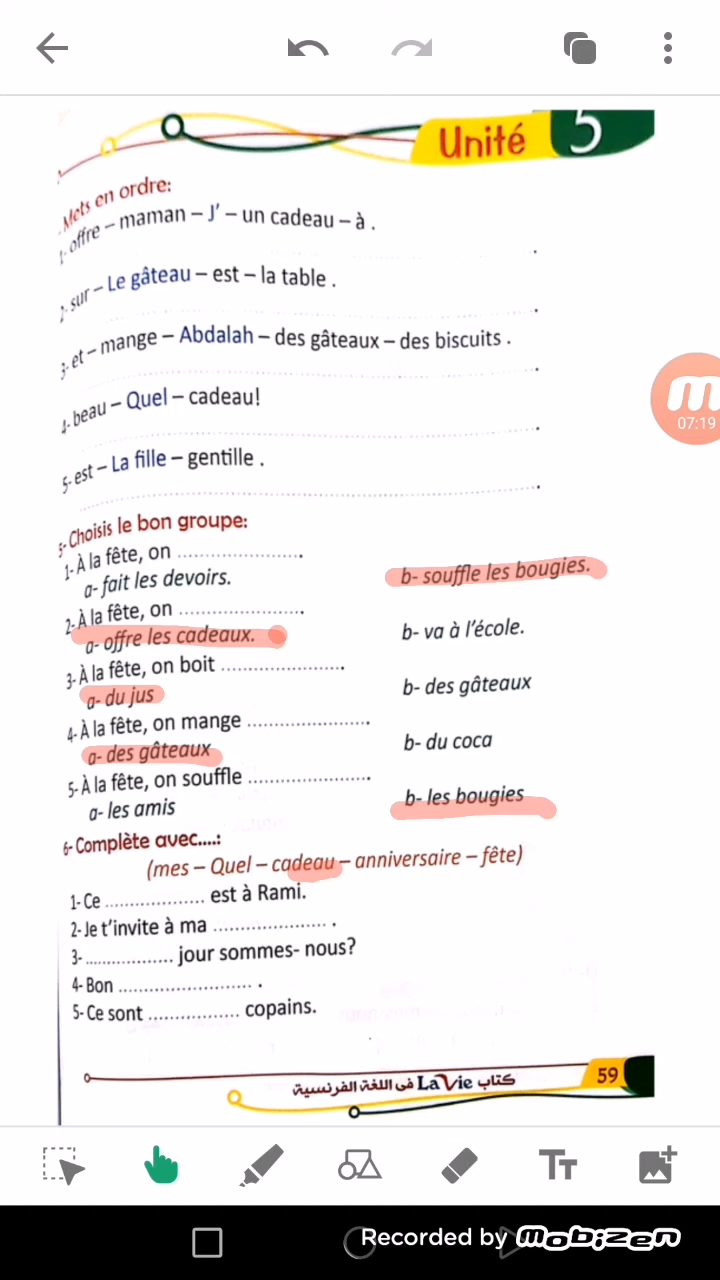 Unité 5
Mets en ordre:
1- offre – maman – J' – un cadeau – à .
2- sur – Le gâteau – est – la table .
3- et – mange – Abdalah – des gâteaux – des biscuits .
4- beau – Quel – cadeau!
5- est – La fille – gentille .
5- Choisis le bon groupe:
1- À la fête, on ........................
a- fait les devoirs. b- souffle les bougies.
2- À la fête, on ........................
a- offre les cadeaux. b- va à l'école.
3- À la fête, on boit ........................
a- du jus b- des gâteaux
4- À la fête, on mange ........................
a- des gâteaux b- du coca
5- À la fête, on souffle ........................
a- les amis b- les bougies
6- Complète avec....:
(mes – Quel – cadeau – anniversaire – fête)
1- Ce .................... est à Rami.
2- Je t'invite à ma ........................ .
3- .................. jour sommes- nous?
4- Bon ............................ .
5- Ce sont .................. copains.
كتاب La Vie فى اللغة الفرنسية 59
07:19
TT
Recorded by mobizen